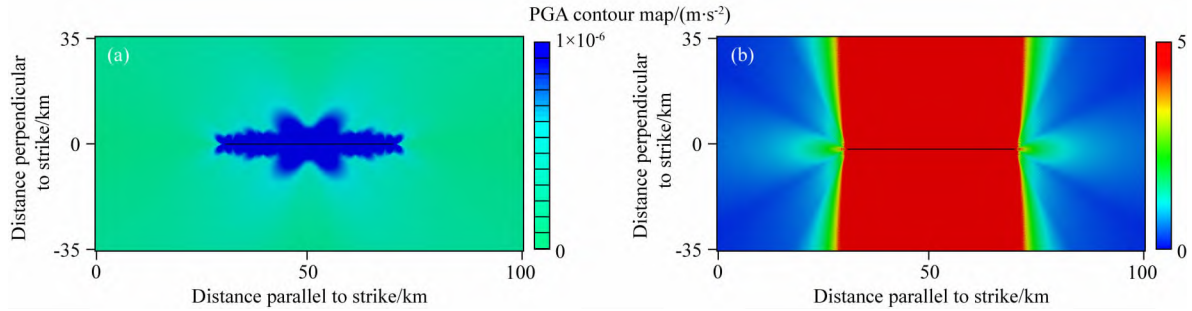 PGA contour map/(m·s⁻²)
35
(a)
1×10⁻⁶
Distance perpendicular
to strike/km
0
-35
0
0
50
100
Distance parallel to strike/km
35
(b)
5
Distance perpendicular
to strike/km
0
-35
0
0
50
100
Distance parallel to strike/km